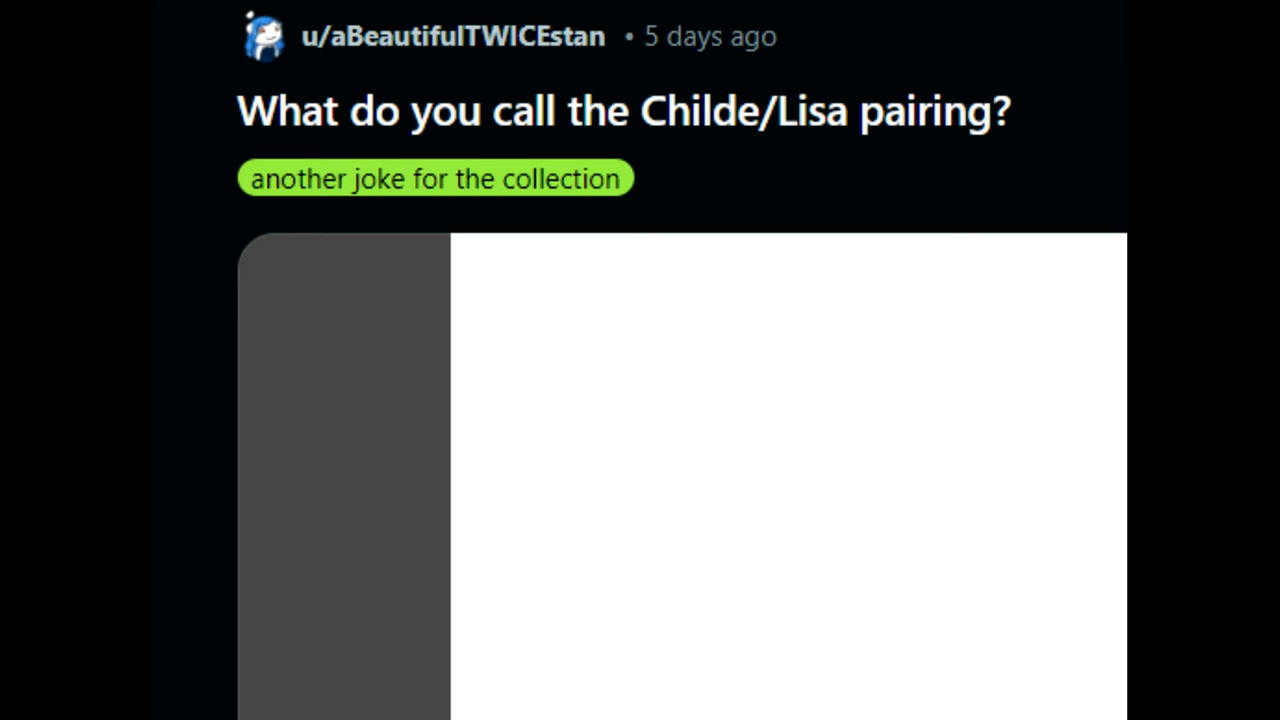 u/aBeautifulTWICEstan • 5 days ago
What do you call the Childe/Lisa pairing?
another joke for the collection